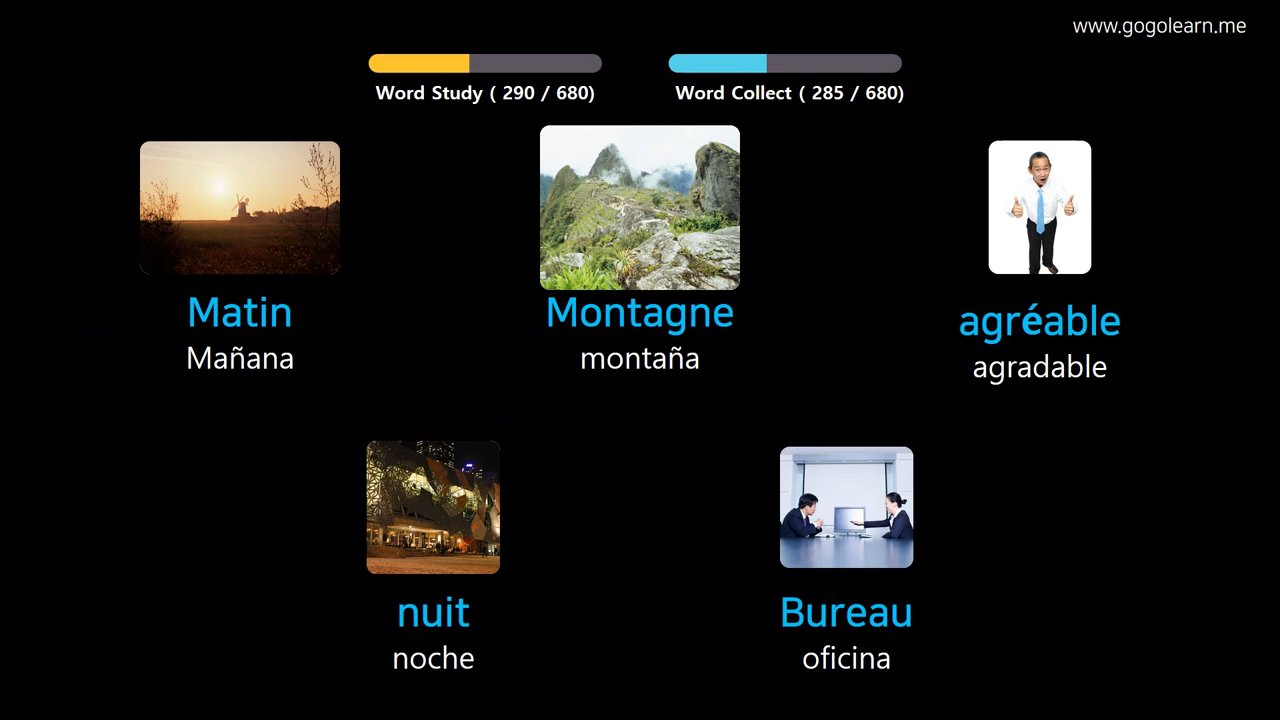 www.gogolearn.me
Word Study ( 290 / 680)
Word Collect ( 285 / 680)
Matin
Mañana
Montagne
montaña
agréable
agradable
nuit
noche
Bureau
oficina